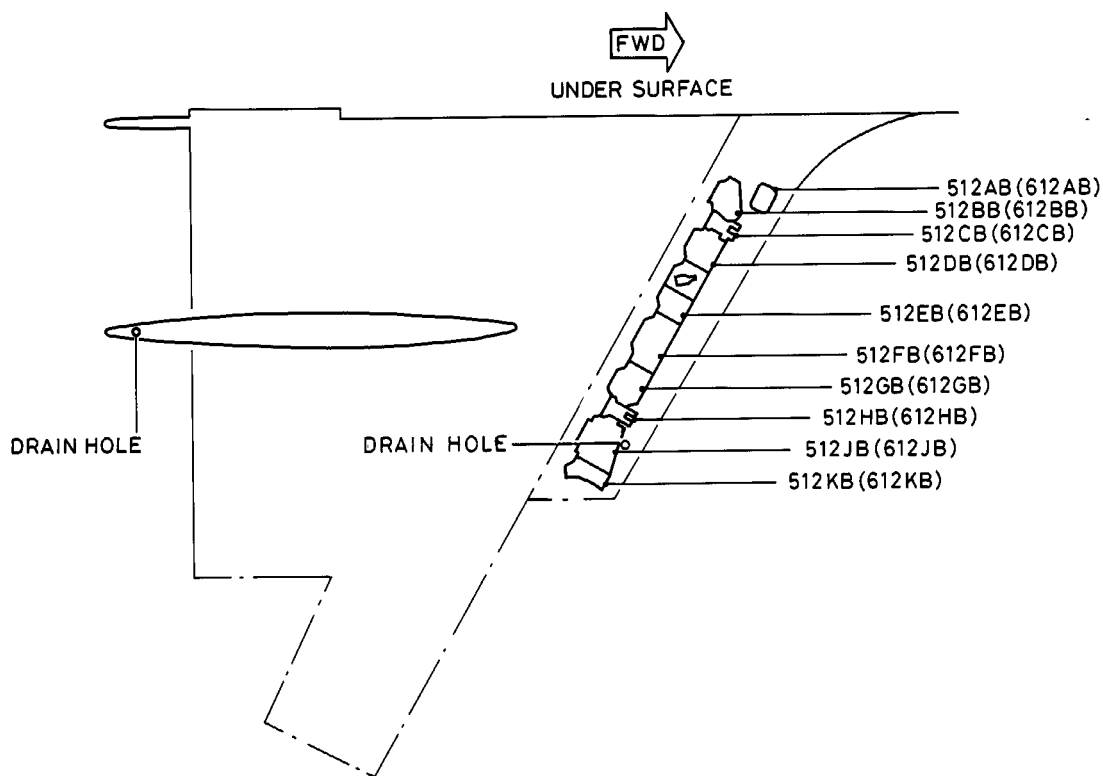 FWD
UNDER SURFACE
512AB(612AB)
512BB(612BB)
512CB(612CB)
512DB(612DB)
512EB(612EB)
512FB(612FB)
512GB(612GB)
512HB(612HB)
DRAIN HOLE
DRAIN HOLE
512JB(612JB)
512KB(612KB)